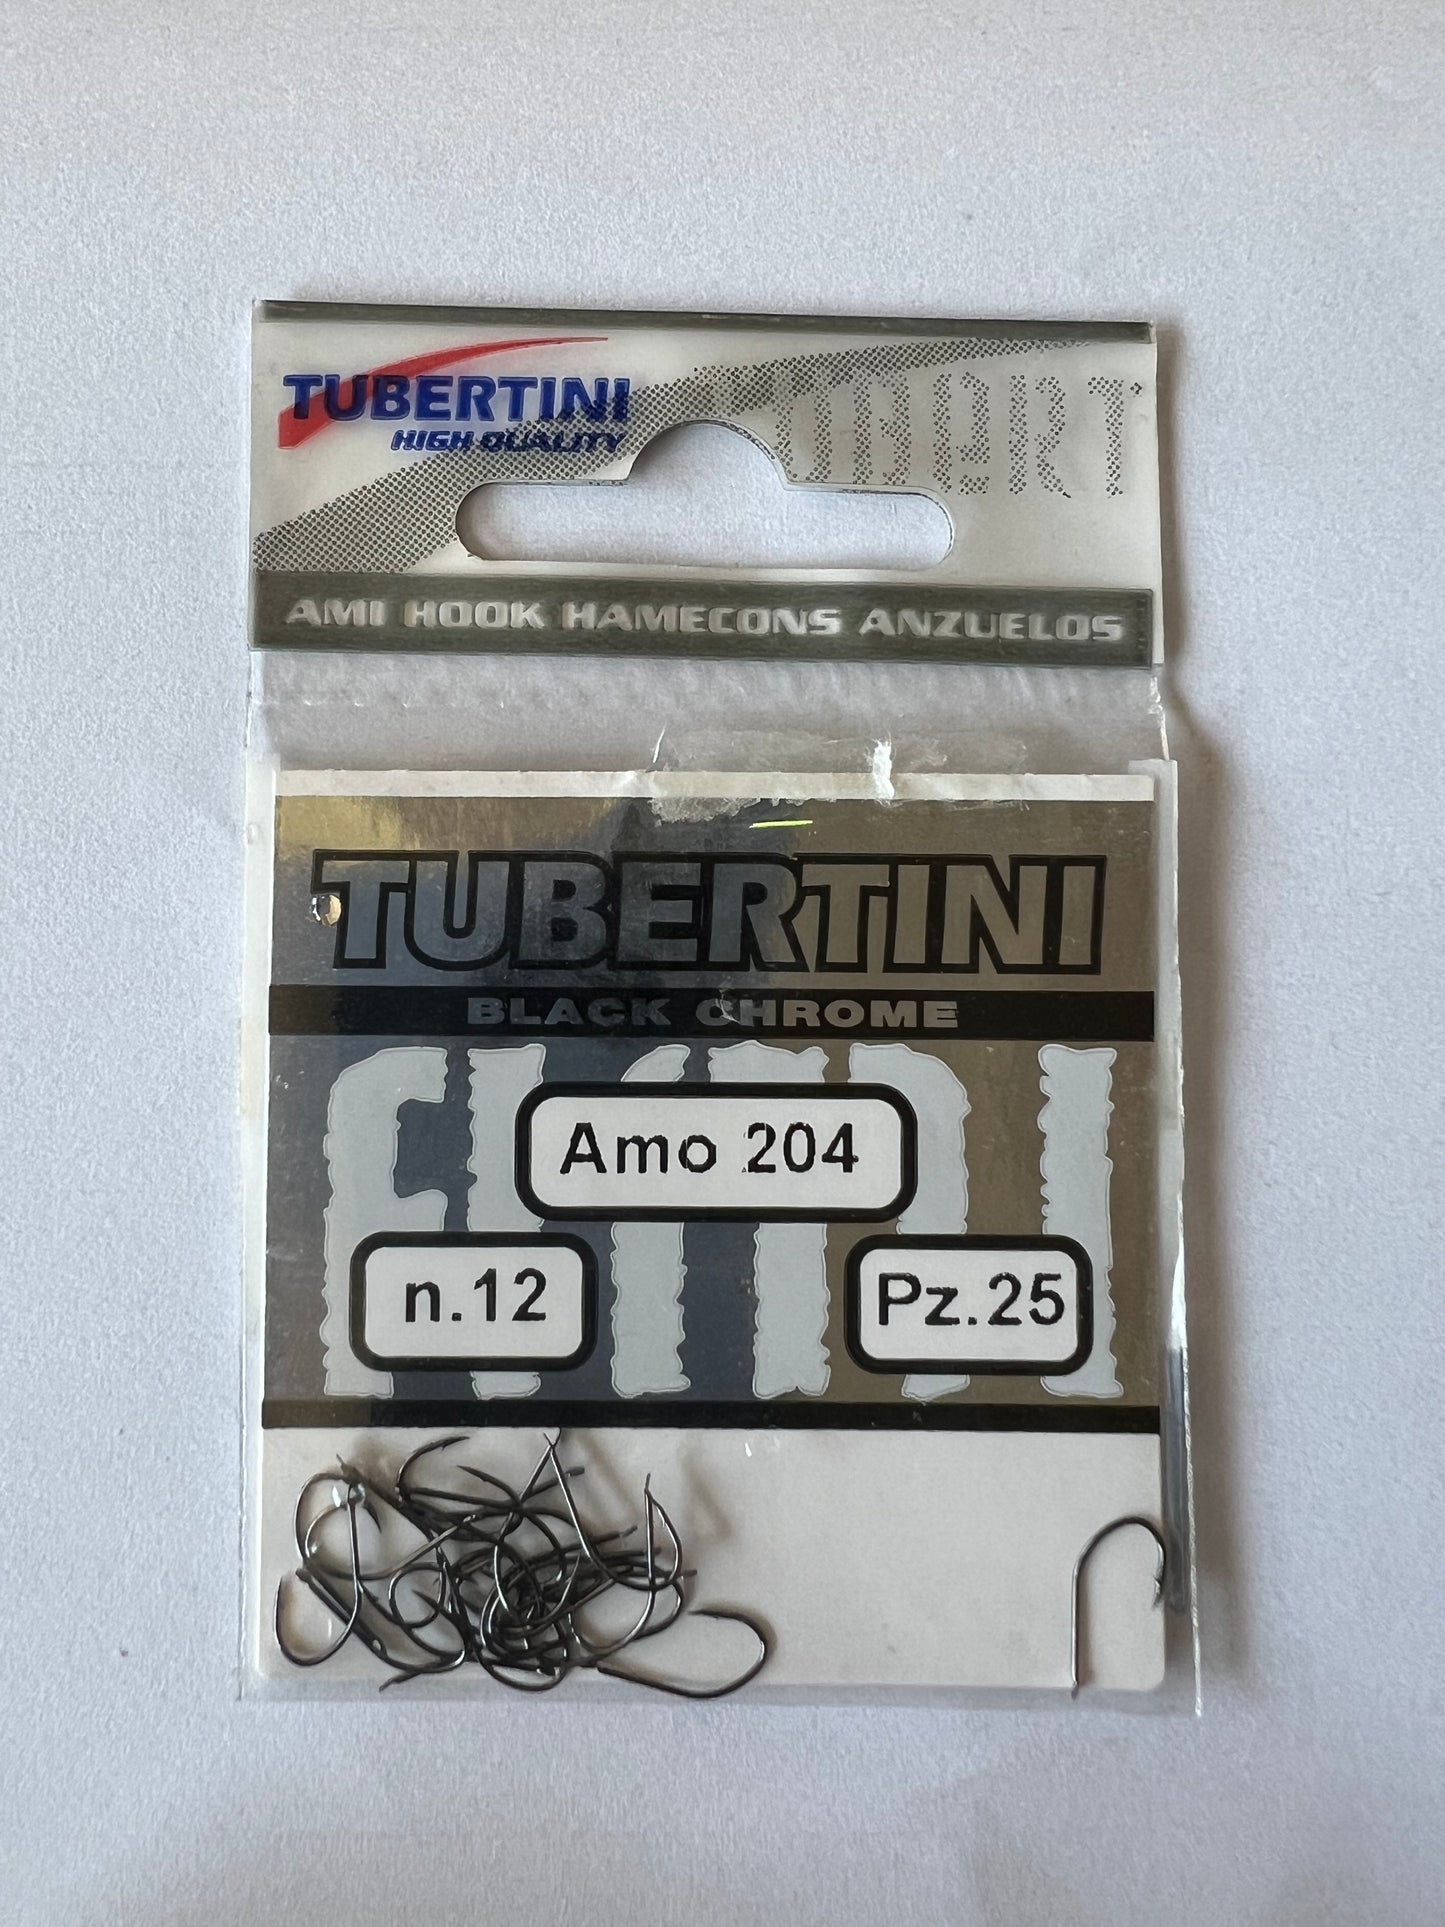 TUBERTINI
HIGH QUALITY
AMI HOOK HAMECONS ANZUELOS
TUBERTINI
BLACK CHROME
Amo 204
n.12
Pz.25